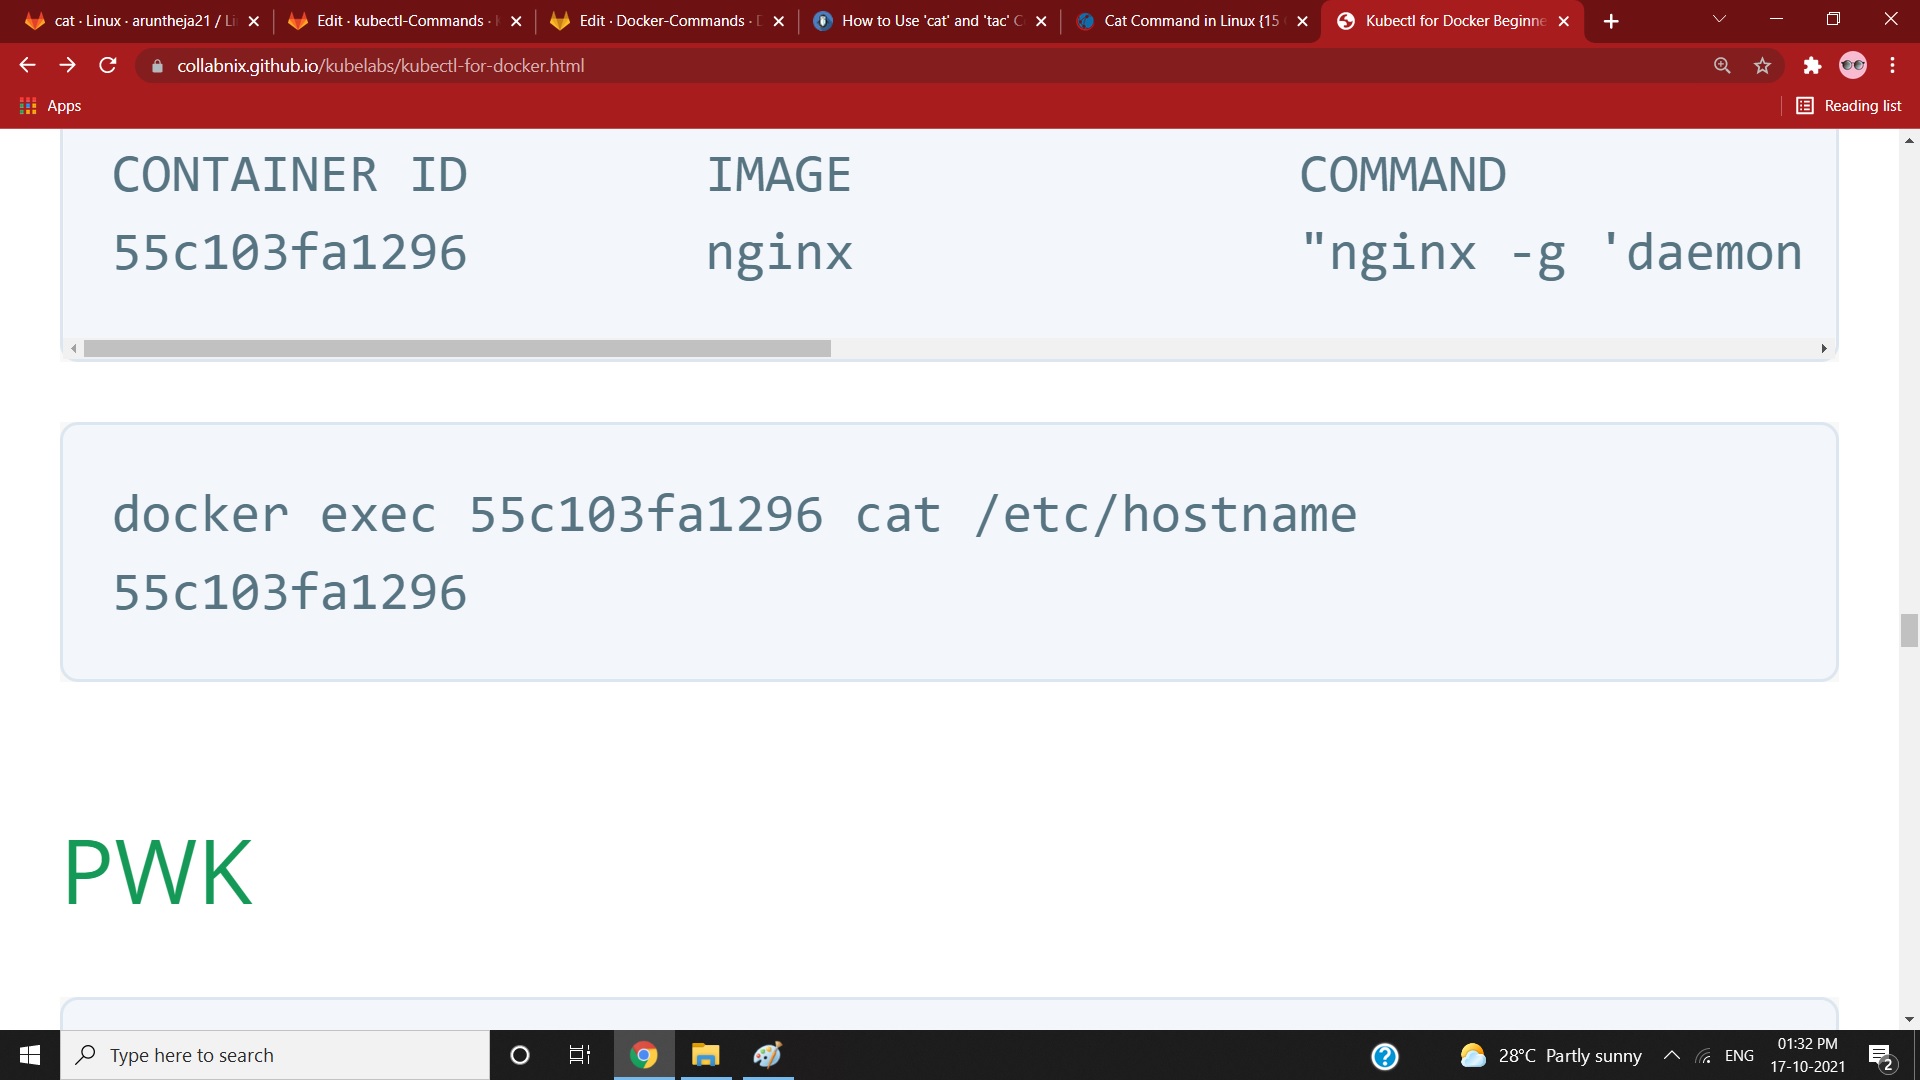 cat · Linux · aruntheja21 / Li
Edit · kubectl-Commands ·
Edit · Docker-Commands ·
How to Use 'cat' and 'tac' C
Cat Command in Linux {15
Kubectl for Docker Beginne
collabnix.github.io/kubelabs/kubectl-for-docker.html
Apps
Reading list
CONTAINER ID IMAGE COMMAND
55c103fa1296 nginx "nginx -g 'daemon
docker exec 55c103fa1296 cat /etc/hostname
55c103fa1296
PWK
Type here to search
28°C Partly sunny
ENG
01:32 PM
17-10-2021
2